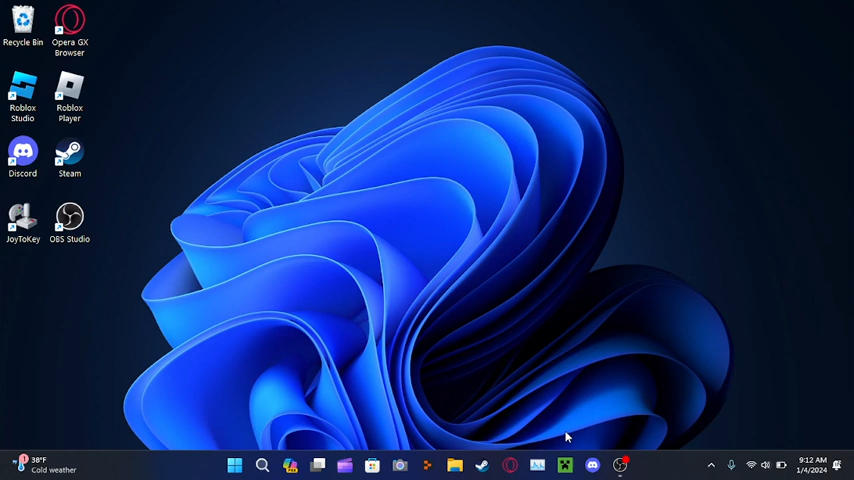 Recycle Bin
Opera GX
Browser
Roblox
Studio
Roblox
Player
Discord
Steam
JoyToKey
OBS Studio
1
38°F
Cold weather
9:12 AM
1/4/2024